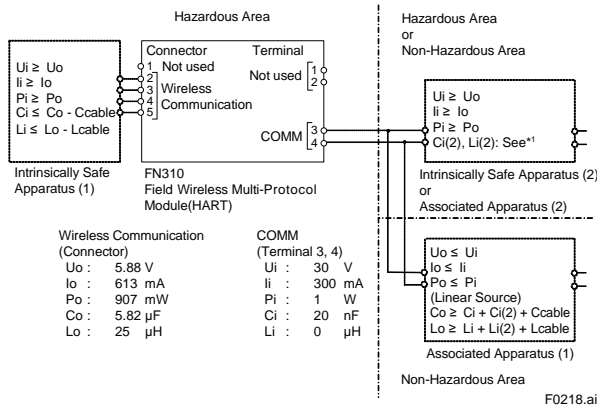 Hazardous Area
Hazardous Area
or
Non-Hazardous Area
Ui ≥ Uo
Ii ≥ Io
Pi ≥ Po
Ci ≤ Co - Ccable
Li ≤ Lo - Lcable
Intrinsically Safe
Apparatus (1)
Connector
1 Not used
2
3
4
5
Wireless
Communication
Terminal
Not used
1
2
COMM
3
4
FN310
Field Wireless Multi-Protocol
Module(HART)
Ui ≥ Uo
Ii ≥ Io
Pi ≥ Po
Ci(2), Li(2): See*1
Intrinsically Safe Apparatus (2)
or
Associated Apparatus (2)
Wireless Communication
(Connector)
Uo : 5.88 V
Io : 613 mA
Po : 907 mW
Co : 5.82 µF
Lo : 25 µH
COMM
(Terminal 3, 4)
Ui : 30 V
Ii : 300 mA
Pi : 1 W
Ci : 20 nF
Li : 0 µH
Uo ≤ Ui
Io ≤ Ii
Po ≤ Pi
(Linear Source)
Co ≥ Ci + Ci(2) + Ccable
Lo ≥ Li + Li(2) + Lcable
Associated Apparatus (1)
Non-Hazardous Area
F0218.ai